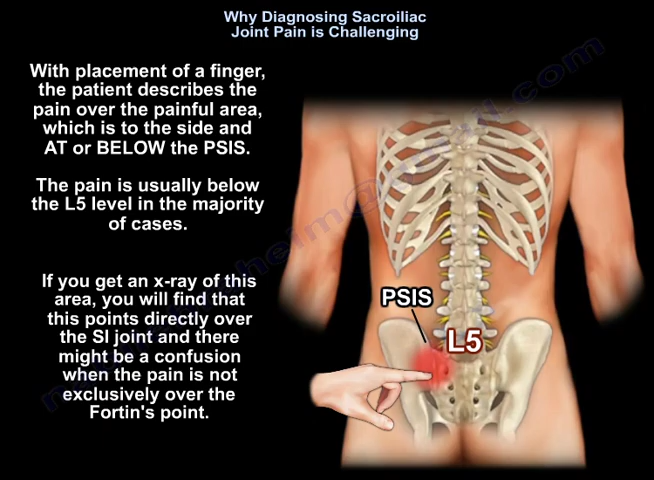 Why Diagnosing Sacroiliac
Joint Pain is Challenging
With placement of a finger,
the patient describes the
pain over the painful area,
which is to the side and
AT or BELOW the PSIS.
The pain is usually below
the L5 level in the majority
of cases.
If you get an x-ray of this
area, you will find that
this points directly over
the SI joint and there
might be a confusion
when the pain is not
exclusively over the
Fortin's point.
PSIS
L5